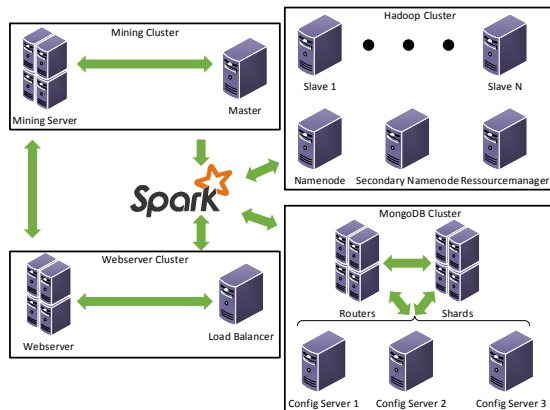 Mining Cluster
Mining Server
Master
Hadoop Cluster
Slave 1
Slave N
Namenode
Secondary Namenode
Ressourcemanager
Spark
Webserver Cluster
Webserver
Load Balancer
MongoDB Cluster
Routers
Shards
Config Server 1
Config Server 2
Config Server 3